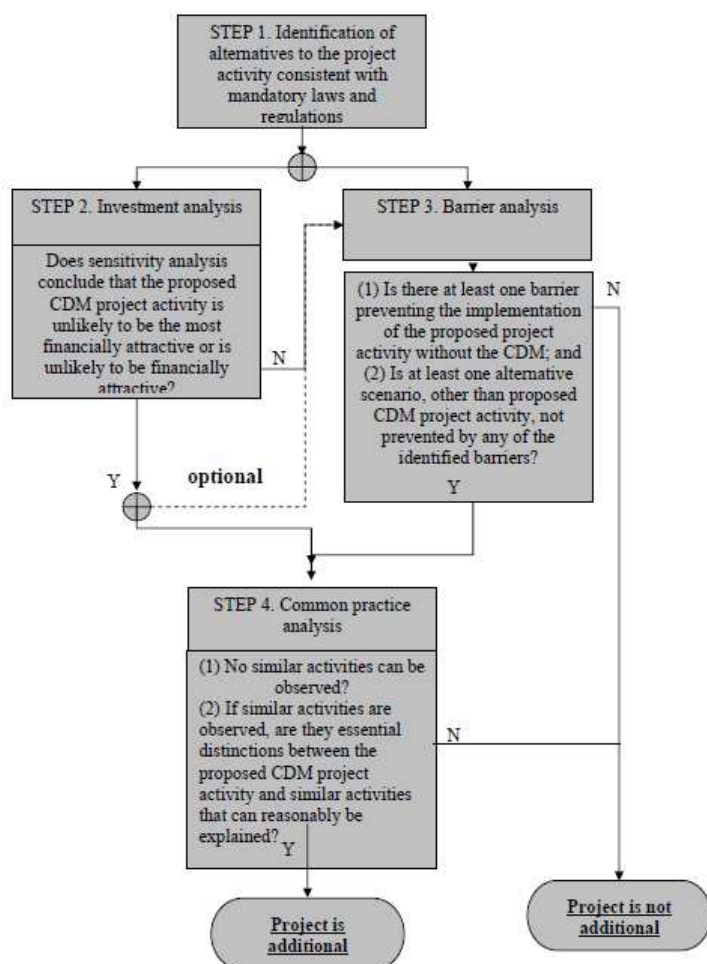 STEP 1. Identification of
alternatives to the project
activity consistent with
mandatory laws and
regulations
STEP 2. Investment analysis
Does sensitivity analysis
conclude that the proposed
CDM project activity is
unlikely to be the most
financially attractive or is
unlikely to be financially
attractive?
N
Y
optional
STEP 3. Barrier analysis
(1) Is there at least one barrier
preventing the implementation
of the proposed project
activity without the CDM; and
(2) Is at least one alternative
scenario, other than proposed
CDM project activity, not
prevented by any of the
identified barriers?
Y
N
STEP 4. Common practice
analysis
(1) No similar activities can be
observed?
(2) If similar activities are
observed, are they essential
distinctions between the
proposed CDM project
activity and similar activities
that can reasonably be
explained?
Y
N
Project is
additional
Project is not
additional